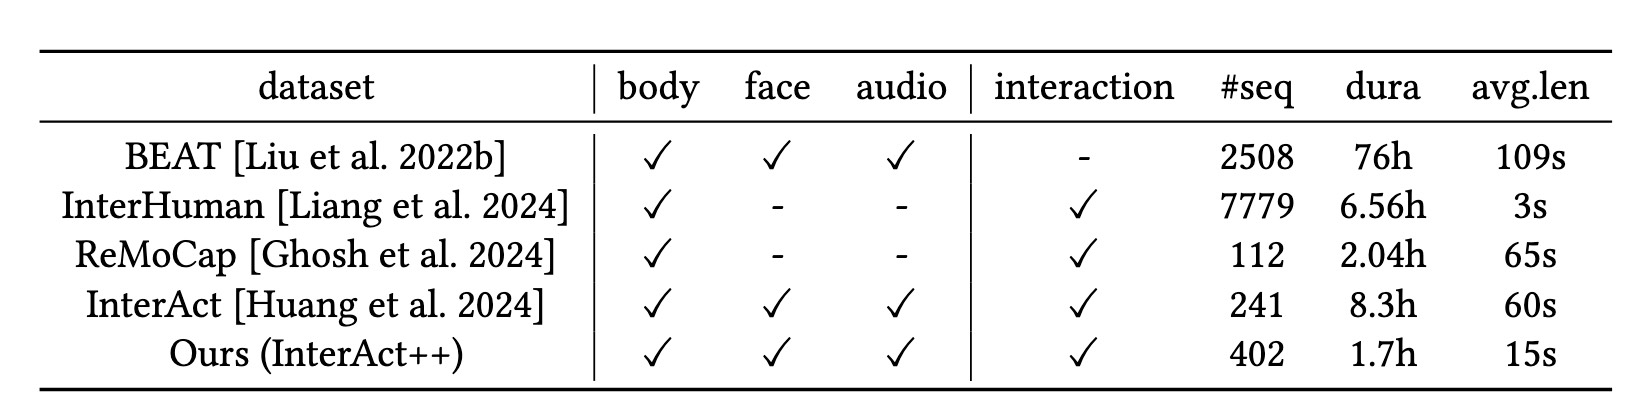 dataset body face audio interaction #seq dura avg.len
BEAT [Liu et al. 2022b] ✓ ✓ ✓ - 2508 76h 109s
InterHuman [Liang et al. 2024] ✓ - - ✓ 7779 6.56h 3s
ReMoCap [Ghosh et al. 2024] ✓ - - ✓ 112 2.04h 65s
InterAct [Huang et al. 2024] ✓ ✓ ✓ ✓ 241 8.3h 60s
Ours (InterAct++) ✓ ✓ ✓ ✓ 402 1.7h 15s